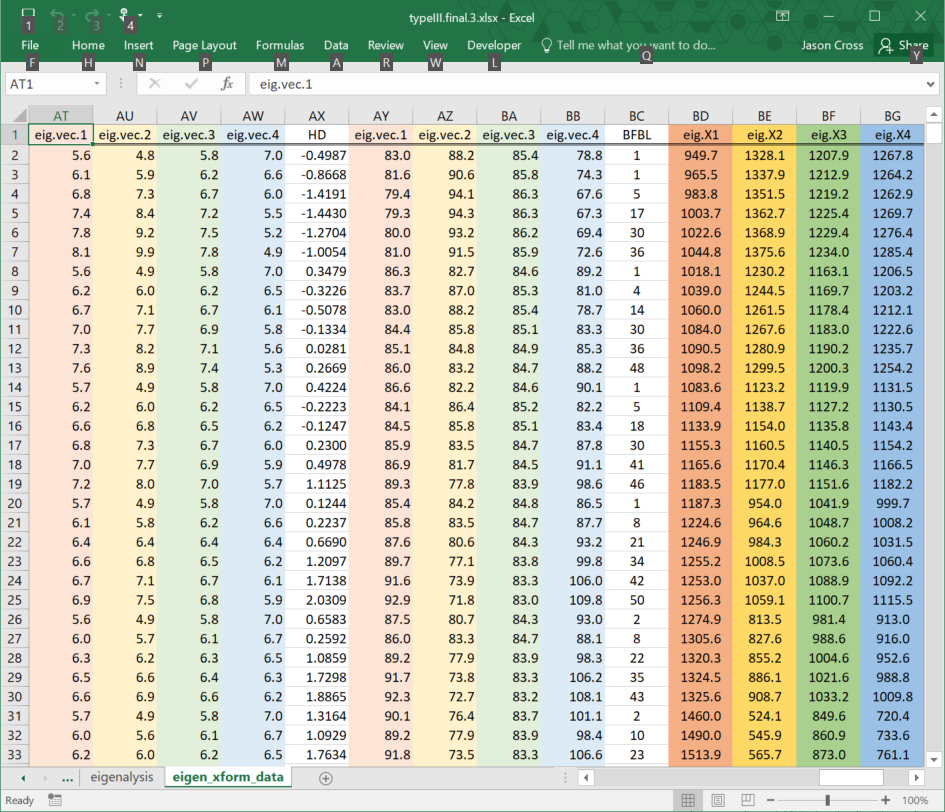 1 2 3 4
typeIII.final.3.xlsx - Excel
File Home Insert Page Layout Formulas Data Review View Developer Tell me what you want to do... Jason Cross Share
F H N P M A R W L Q Y
AT1 fx eig.vec.1
AT AU AV AW AX AY AZ BA BB BC BD BE BF BG
1 eig.vec.1 eig.vec.2 eig.vec.3 eig.vec.4 HD eig.vec.1 eig.vec.2 eig.vec.3 eig.vec.4 BFBL eig.X1 eig.X2 eig.X3 eig.X4
2 5.6 4.8 5.8 7.0 -0.4987 83.0 88.2 85.4 78.8 1 949.7 1328.1 1207.9 1267.8
3 6.1 5.9 6.2 6.6 -0.8668 81.6 90.6 85.8 74.3 1 965.5 1337.9 1212.9 1264.2
4 6.8 7.3 6.7 6.0 -1.4191 79.4 94.1 86.3 67.6 5 983.8 1351.5 1219.2 1262.9
5 7.4 8.4 7.2 5.5 -1.4430 79.3 94.3 86.3 67.3 17 1003.7 1362.7 1225.4 1269.7
6 7.8 9.2 7.5 5.2 -1.2704 80.0 93.2 86.2 69.4 30 1022.6 1368.9 1229.4 1276.4
7 8.1 9.9 7.8 4.9 -1.0054 81.0 91.5 85.9 72.6 36 1044.8 1375.6 1234.0 1285.4
8 5.6 4.9 5.8 7.0 0.3479 86.3 82.7 84.6 89.2 1 1018.1 1230.2 1163.1 1206.5
9 6.2 6.0 6.2 6.5 -0.3226 83.7 87.0 85.3 81.0 4 1039.0 1244.5 1169.7 1203.2
10 6.7 7.1 6.7 6.1 -0.5078 83.0 88.2 85.4 78.7 14 1060.0 1261.5 1178.4 1212.1
11 7.0 7.7 6.9 5.8 -0.1334 84.4 85.8 85.1 83.3 30 1084.0 1267.6 1183.0 1222.6
12 7.3 8.2 7.1 5.6 0.0281 85.1 84.8 84.9 85.3 36 1090.5 1280.9 1190.2 1235.7
13 7.6 8.9 7.4 5.3 0.2669 86.0 83.2 84.7 88.2 48 1098.2 1299.5 1200.3 1254.2
14 5.7 4.9 5.8 7.0 0.4224 86.6 82.2 84.6 90.1 1 1083.6 1123.2 1119.9 1131.5
15 6.2 6.0 6.2 6.5 -0.2223 84.1 86.4 85.2 82.2 5 1109.4 1138.7 1127.2 1130.5
16 6.6 6.8 6.5 6.2 -0.1247 84.5 85.8 85.1 83.4 18 1133.9 1154.0 1135.8 1143.4
17 6.8 7.3 6.7 6.0 0.2300 85.9 83.5 84.7 87.8 30 1155.3 1160.5 1140.5 1154.2
18 7.0 7.7 6.9 5.9 0.4978 86.9 81.7 84.5 91.1 41 1165.6 1170.4 1146.3 1166.5
19 7.2 8.0 7.0 5.7 1.1125 89.3 77.8 83.9 98.6 46 1183.5 1177.0 1151.6 1182.2
20 5.7 4.9 5.8 7.0 0.1244 85.4 84.2 84.8 86.5 1 1187.3 954.0 1041.9 999.7
21 6.1 5.8 6.2 6.6 0.2237 85.8 83.5 84.7 87.7 8 1224.6 964.6 1048.7 1008.2
22 6.4 6.4 6.4 6.4 0.6690 87.6 80.6 84.3 93.2 21 1246.9 984.3 1060.2 1031.5
23 6.6 6.8 6.5 6.2 1.2097 89.7 77.1 83.8 99.8 34 1255.2 1008.5 1073.6 1060.4
24 6.7 7.1 6.7 6.1 1.7138 91.6 73.9 83.3 106.0 42 1253.0 1037.0 1088.9 1092.2
25 6.9 7.5 6.8 5.9 2.0309 92.9 71.8 83.0 109.8 50 1256.3 1059.1 1100.7 1115.5
26 5.6 4.9 5.8 7.0 0.6583 87.5 80.7 84.3 93.0 2 1274.9 813.5 981.4 913.0
27 6.0 5.7 6.1 6.7 0.2592 86.0 83.3 84.7 88.1 8 1305.6 827.6 988.6 916.0
28 6.3 6.2 6.3 6.5 1.0859 89.2 77.9 83.9 98.3 22 1320.3 855.2 1004.6 952.6
29 6.5 6.6 6.4 6.3 1.7298 91.7 73.8 83.3 106.2 35 1324.5 886.1 1021.6 988.8
30 6.6 6.9 6.6 6.2 1.8865 92.3 72.7 83.2 108.1 43 1325.6 908.7 1033.2 1009.8
31 5.7 4.9 5.8 7.0 1.3164 90.1 76.4 83.7 101.1 2 1460.0 524.1 849.6 720.4
32 6.0 5.6 6.1 6.7 1.0929 89.2 77.9 83.9 98.4 10 1490.0 545.9 860.9 733.6
33 6.2 6.0 6.2 6.5 1.7634 91.8 73.5 83.3 106.6 23 1513.9 565.7 873.0 761.1
... eigenalysis eigen_xform_data
Ready 100%